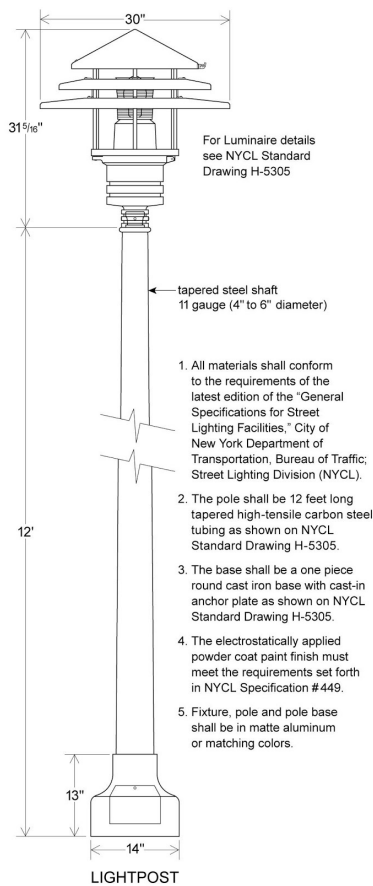 30"
31 5/16"
For Luminaire details
see NYCL Standard
Drawing H-5305
tapered steel shaft
11 gauge (4" to 6" diameter)
1. All materials shall conform
to the requirements of the
latest edition of the “General
Specifications for Street
Lighting Facilities,” City of
New York Department of
Transportation, Bureau of Traffic;
Street Lighting Division (NYCL).
2. The pole shall be 12 feet long
tapered high-tensile carbon steel
tubing as shown on NYCL
Standard Drawing H-5305.
12'
3. The base shall be a one piece
round cast iron base with cast-in
anchor plate as shown on NYCL
Standard Drawing H-5305.
4. The electrostatically applied
powder coat paint finish must
meet the requirements set forth
in NYCL Specification #449.
5. Fixture, pole and pole base
shall be in matte aluminum
or matching colors.
13"
14"
LIGHTPOST